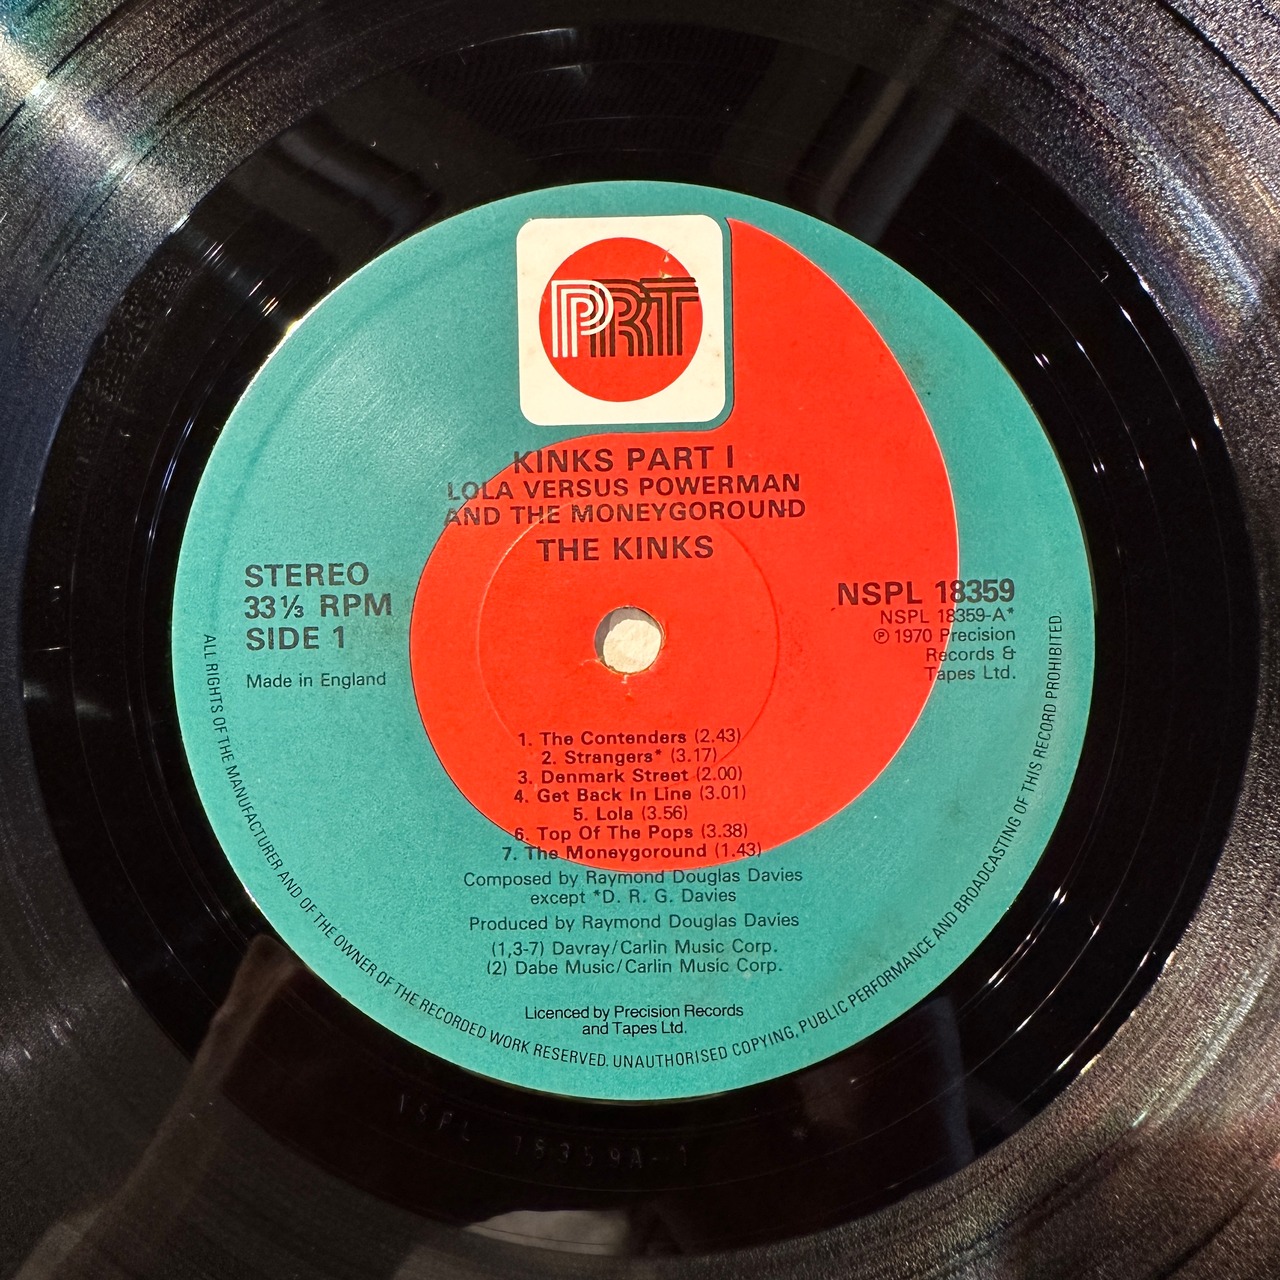 PRT
KINKS PART I
LOLA VERSUS POWERMAN
AND THE MONEYGOROUND
THE KINKS
STEREO
33⅓ RPM
SIDE 1
Made in England
NSPL 18359
NSPL 18359-A*
Ⓟ 1970 Precision
Records &
Tapes Ltd.
1. The Contenders (2.43)
2. Strangers* (3.17)
3. Denmark Street (2.00)
4. Get Back In Line (3.01)
5. Lola (3.56)
6. Top Of The Pops (3.38)
7. The Moneygoround (1.43)
Composed by Raymond Douglas Davies
except *D. R. G. Davies
Produced by Raymond Douglas Davies
(1,3-7) Davray/Carlin Music Corp.
(2) Dabe Music/Carlin Music Corp.
Licenced by Precision Records
and Tapes Ltd.
ALL RIGHTS OF THE MANUFACTURER AND OF THE OWNER OF THE RECORDED WORK RESERVED. UNAUTHORISED COPYING, PUBLIC PERFORMANCE AND BROADCASTING OF THIS RECORD PROHIBITED.
18359A-1